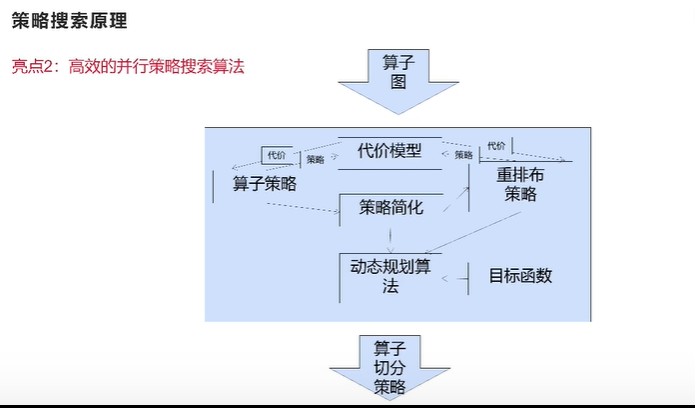 策略搜索原理
亮点2：高效的并行策略搜索算法
算子
图
代价
策略
代价模型
策略
代价
算子策略
重排布
策略
策略简化
动态规划算
法
目标函数
算子
切分
策略